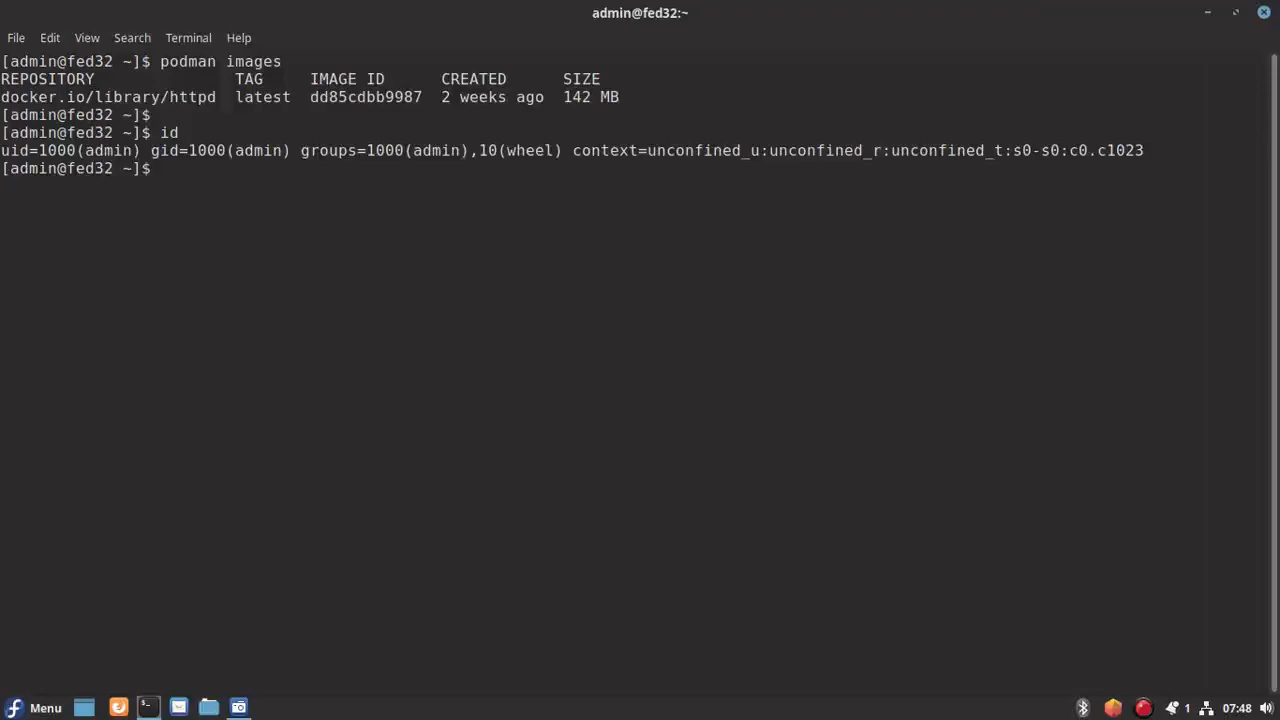 admin@fed32:~
File Edit View Search Terminal Help
[admin@fed32 ~]$ podman images
REPOSITORY TAG IMAGE ID CREATED SIZE
docker.io/library/httpd latest dd85cdbb9987 2 weeks ago 142 MB
[admin@fed32 ~]$
[admin@fed32 ~]$ id
uid=1000(admin) gid=1000(admin) groups=1000(admin),10(wheel) context=unconfined_u:unconfined_r:unconfined_t:s0-s0:c0.c1023
[admin@fed32 ~]$
Menu 1 07:48